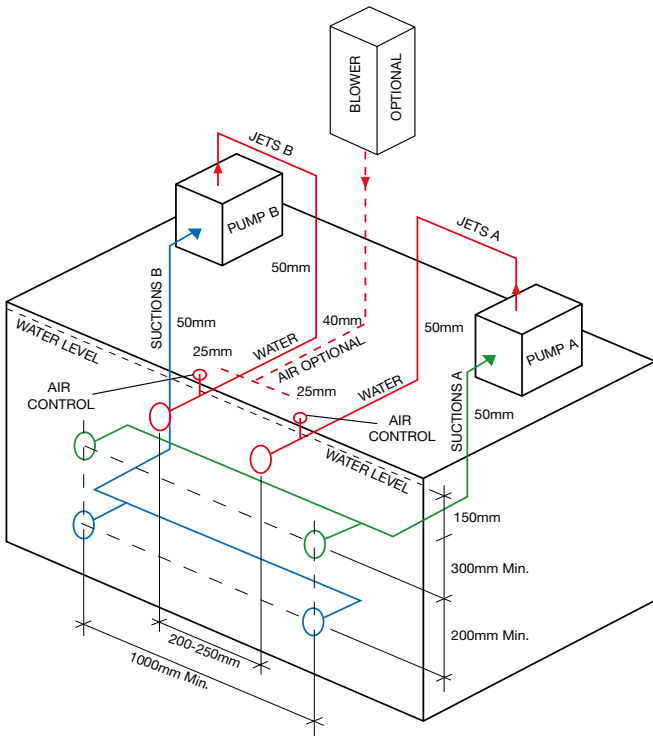 BLOWER
OPTIONAL
JETS B
PUMP B
JETS A
50mm
SUCTIONS B
50mm
50mm
40mm
WATER LEVEL
25mm
WATER
AIR OPTIONAL
PUMP A
AIR
CONTROL
25mm
WATER
SUCTIONS A
50mm
AIR
CONTROL
WATER LEVEL
150mm
300mm Min.
200mm Min.
200-250mm
1000mm Min.